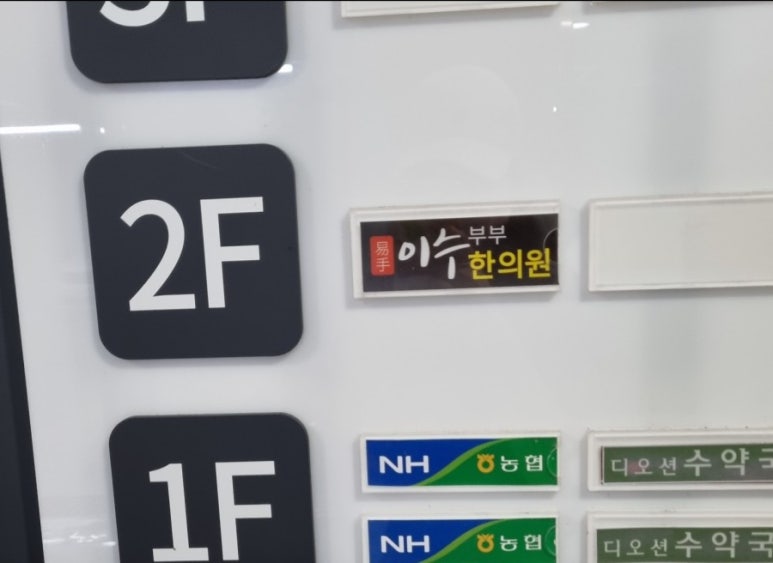 2F
易手 이수 부부
한의원
1F
NH 농협
디오션 수약국
NH 농협
디오션 수약국